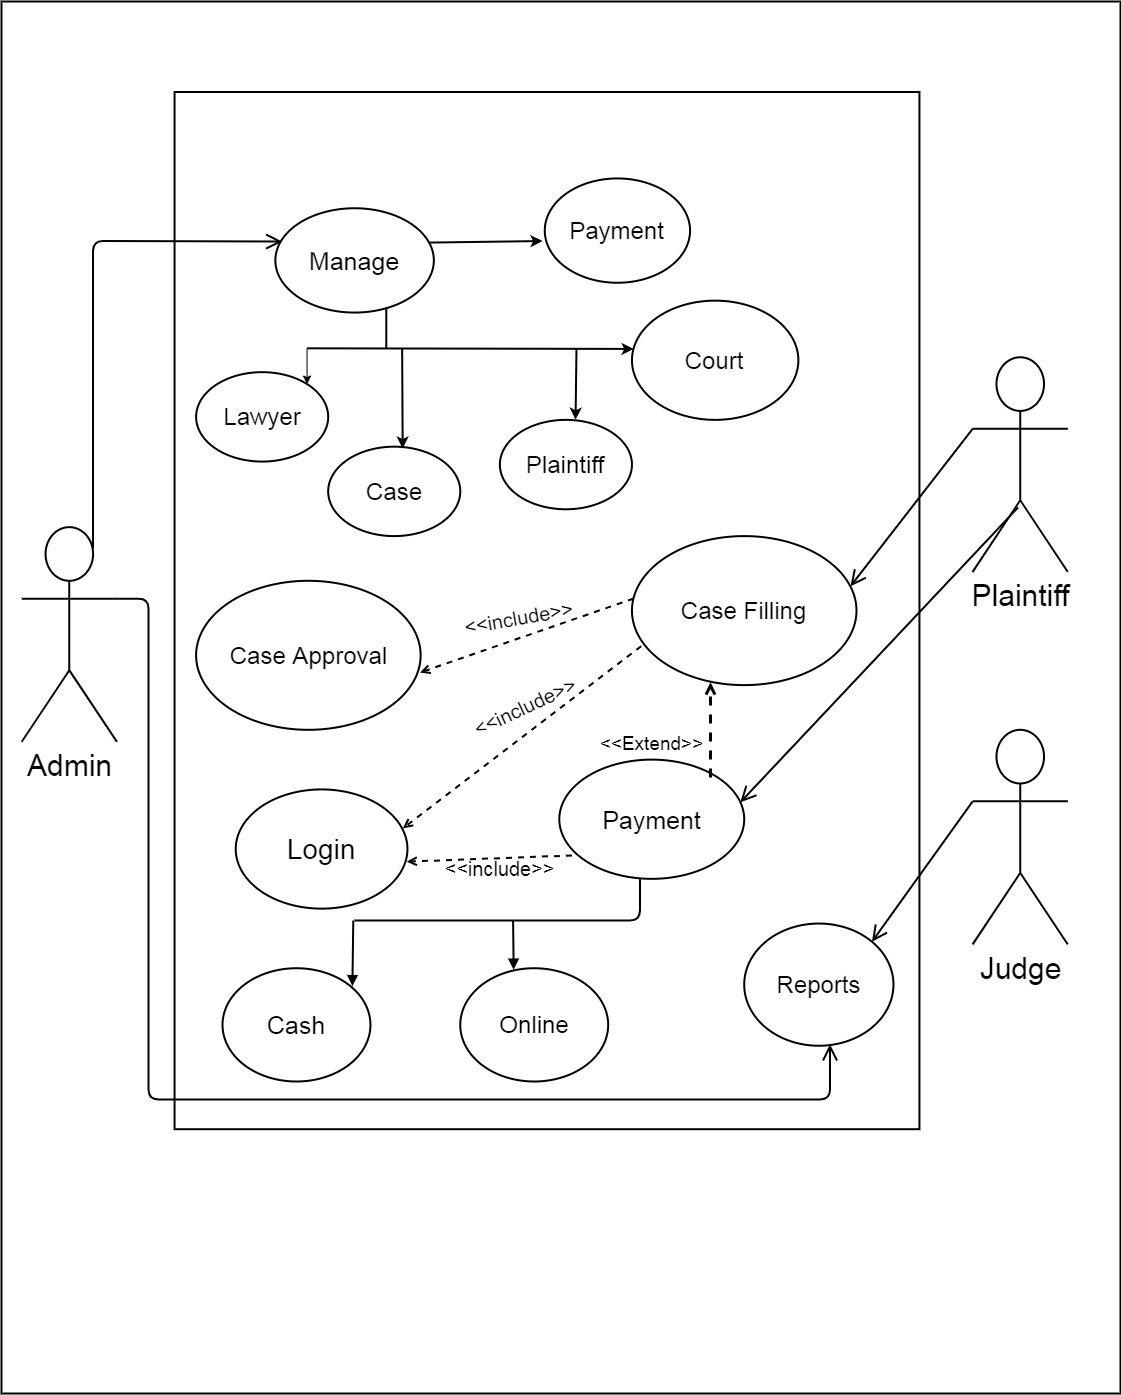 Payment
Manage
Court
Lawyer
Plaintiff
Case
Plaintiff
<<include>>
Case Filling
Case Approval
<<include>>
<<Extend>>
Admin
Payment
Login
<<include>>
Judge
Reports
Cash
Online